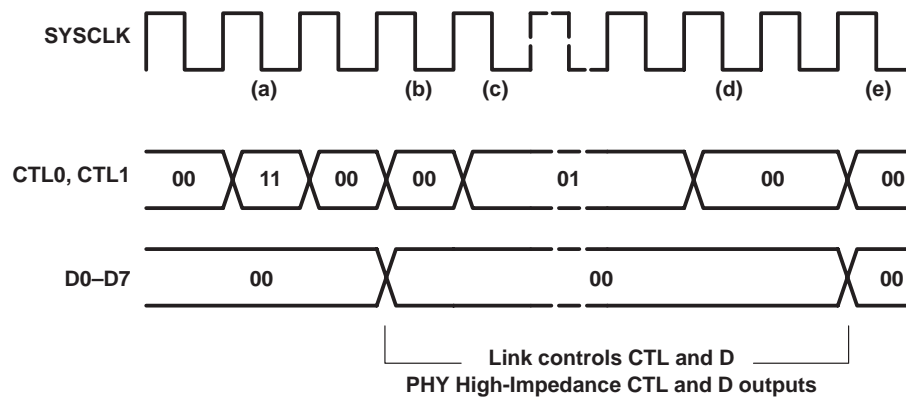 SYSCLK
(a) (b) (c) (d) (e)
CTL0, CTL1 00 11 00 00 01 00 00
D0–D7 00 00 00
Link controls CTL and D
PHY High-Impedance CTL and D outputs